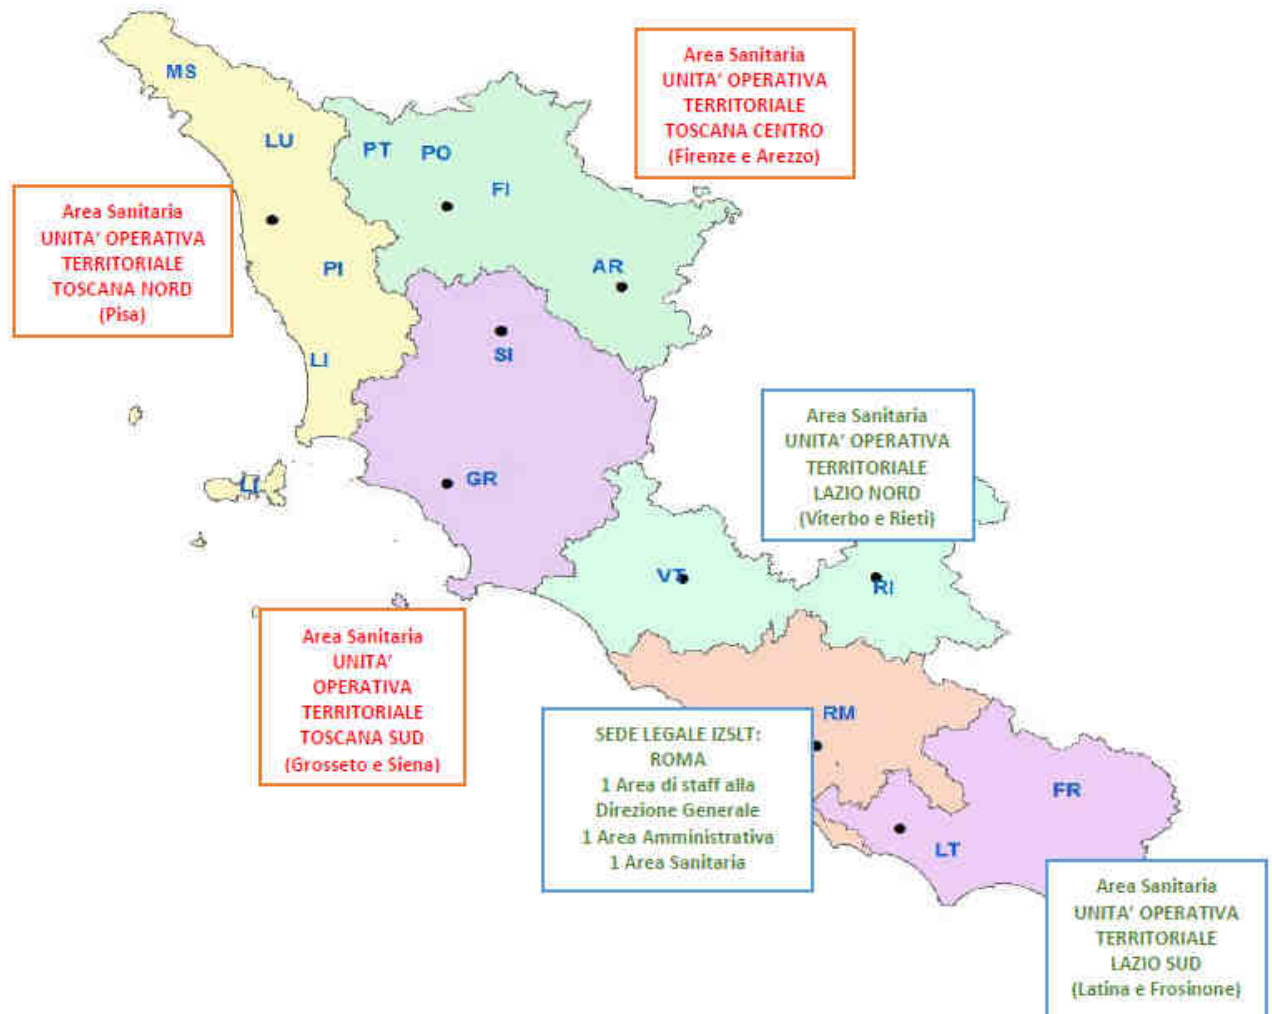 MS
LU
PI
LI
LI
PT
PO
FI
AR
SI
GR
VT
RI
RM
FR
LT
Area Sanitaria
UNITA’ OPERATIVA
TERRITORIALE
TOSCANA CENTRO
(Firenze e Arezzo)
Area Sanitaria
UNITA’ OPERATIVA
TERRITORIALE
TOSCANA NORD
(Pisa)
Area Sanitaria
UNITA’ OPERATIVA
TERRITORIALE
LAZIO NORD
(Viterbo e Rieti)
Area Sanitaria
UNITA’
OPERATIVA
TERRITORIALE
TOSCANA SUD
(Grosseto e Siena)
SEDE LEGALE IZSLT:
ROMA
1 Area di staff alla
Direzione Generale
1 Area Amministrativa
1 Area Sanitaria
Area Sanitaria
UNITA’ OPERATIVA
TERRITORIALE
LAZIO SUD
(Latina e Frosinone)